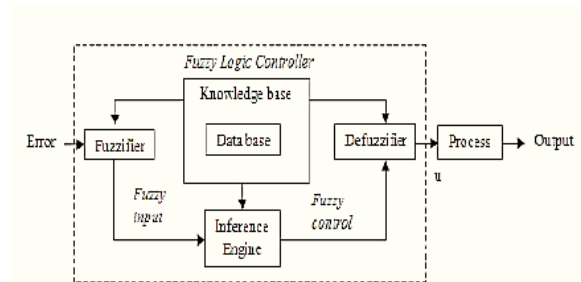 Fuzzy Logic Controller
Knowledge base
Error
Fuzzifier
Data base
Defuzzifier
Process
Output
u
Fuzzy
input
Inference
Engine
Fuzzy
control